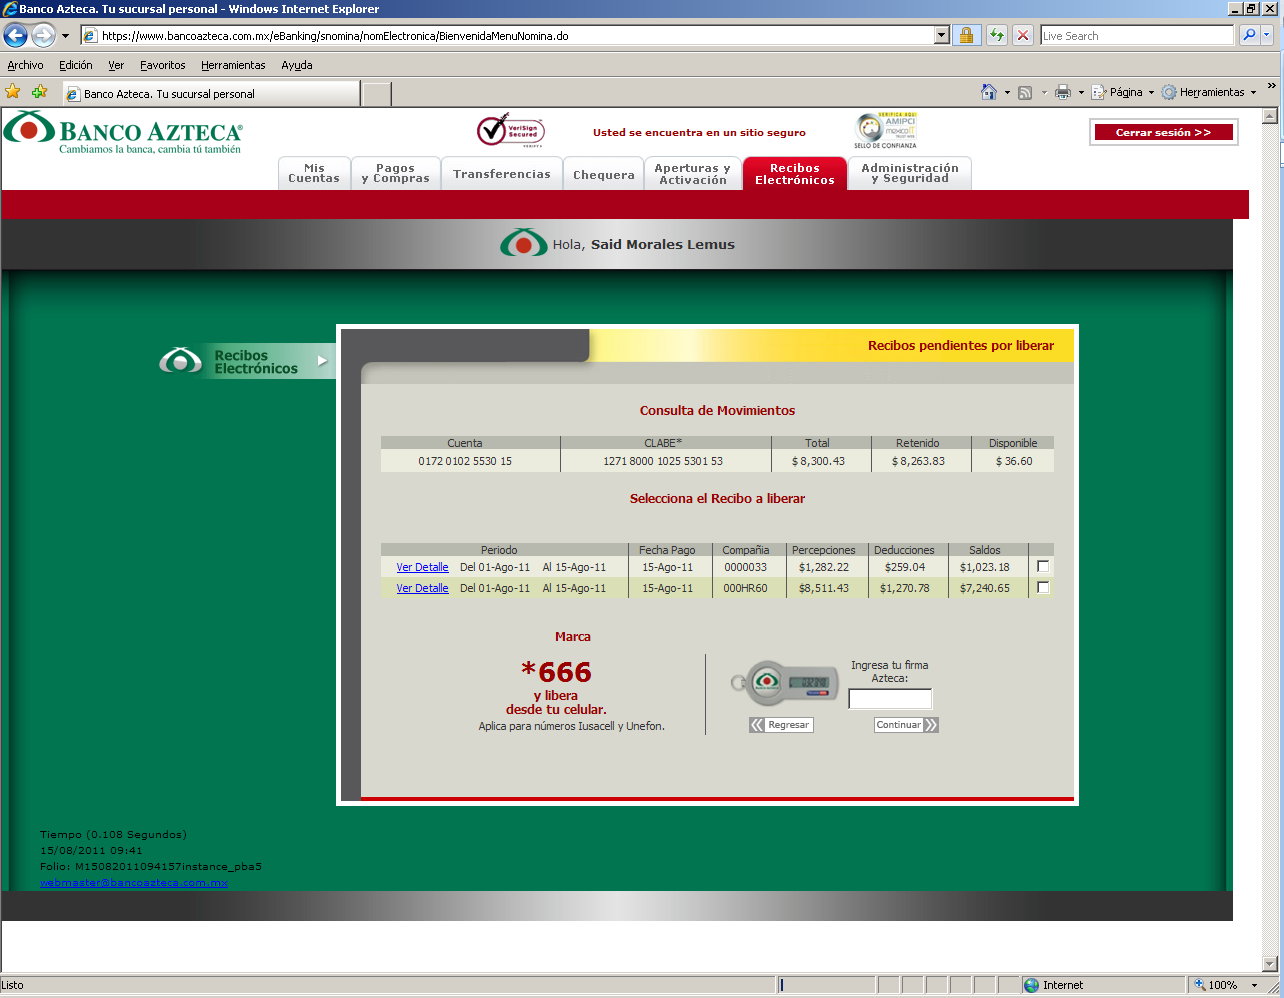 Banco Azteca. Tu sucursal personal - Windows Internet Explorer
https://www.bancoazteca.com.mx/eBanking/snomina/nomElectronica/BienvenidaMenuNomina.do
Live Search
Archivo Edición Ver Favoritos Herramientas Ayuda
Banco Azteca. Tu sucursal personal
Página Herramientas »
BANCO AZTECA®
Cambiamos la banca, cambia tú también
VeriSign Secured
VERIFY
Usted se encuentra en un sitio seguro
VERIFICA AQUI
AMIPCI
SELLO DE CONFIANZA
Cerrar sesión >>
Mis Cuentas
Pagos y Compras
Transferencias
Chequera
Aperturas y Activación
Recibos Electrónicos
Administración y Seguridad
Hola, Said Morales Lemus
Recibos
Electrónicos
Recibos pendientes por liberar
Consulta de Movimientos
Cuenta CLABE* Total Retenido Disponible
0172 0102 5530 15 1271 8000 1025 5301 53 $ 8,300.43 $ 8,263.83 $ 36.60
Selecciona el Recibo a liberar
Periodo Fecha Pago Compañia Percepciones Deducciones Saldos
Ver Detalle Del 01-Ago-11 Al 15-Ago-11 15-Ago-11 0000033 $1,282.22 $259.04 $1,023.18
Ver Detalle Del 01-Ago-11 Al 15-Ago-11 15-Ago-11 000HR60 $8,511.43 $1,270.78 $7,240.65
Marca
*666
y libera
desde tu celular.
Aplica para números Iusacell y Unefon.
Ingresa tu firma
Azteca:
Regresar
Continuar
Tiempo (0.108 Segundos)
15/08/2011 09:41
Folio: M15082011094157instance_pba5
webmaster@bancoazteca.com.mx
Listo
Internet
100%